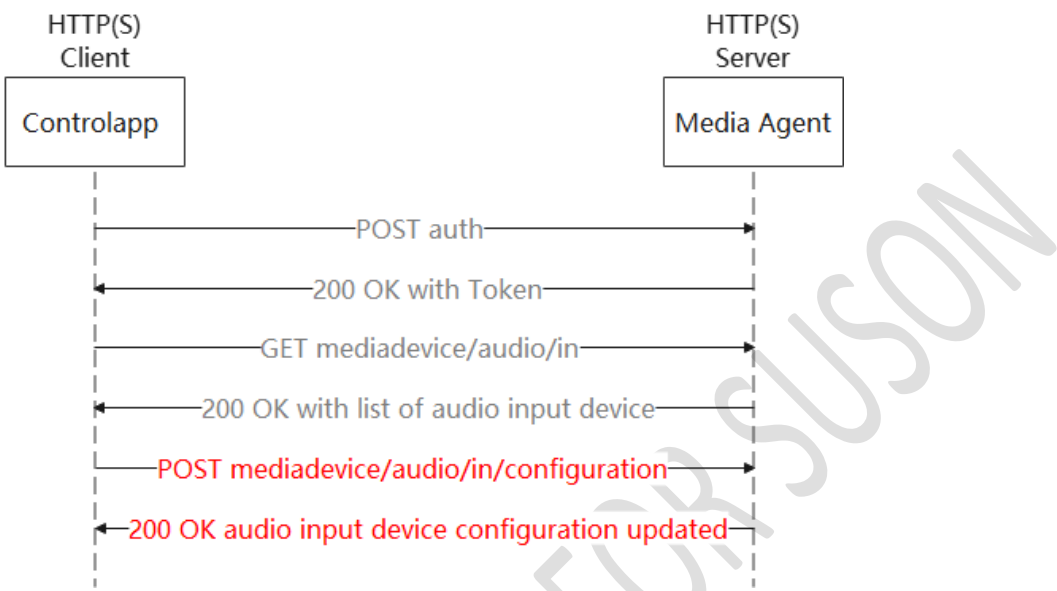 HTTP(S)
Client
HTTP(S)
Server
Controlapp
Media Agent
POST auth
200 OK with Token
GET mediadevice/audio/in
200 OK with list of audio input device
POST mediadevice/audio/in/configuration
200 OK audio input device configuration updated
FOR SUSON